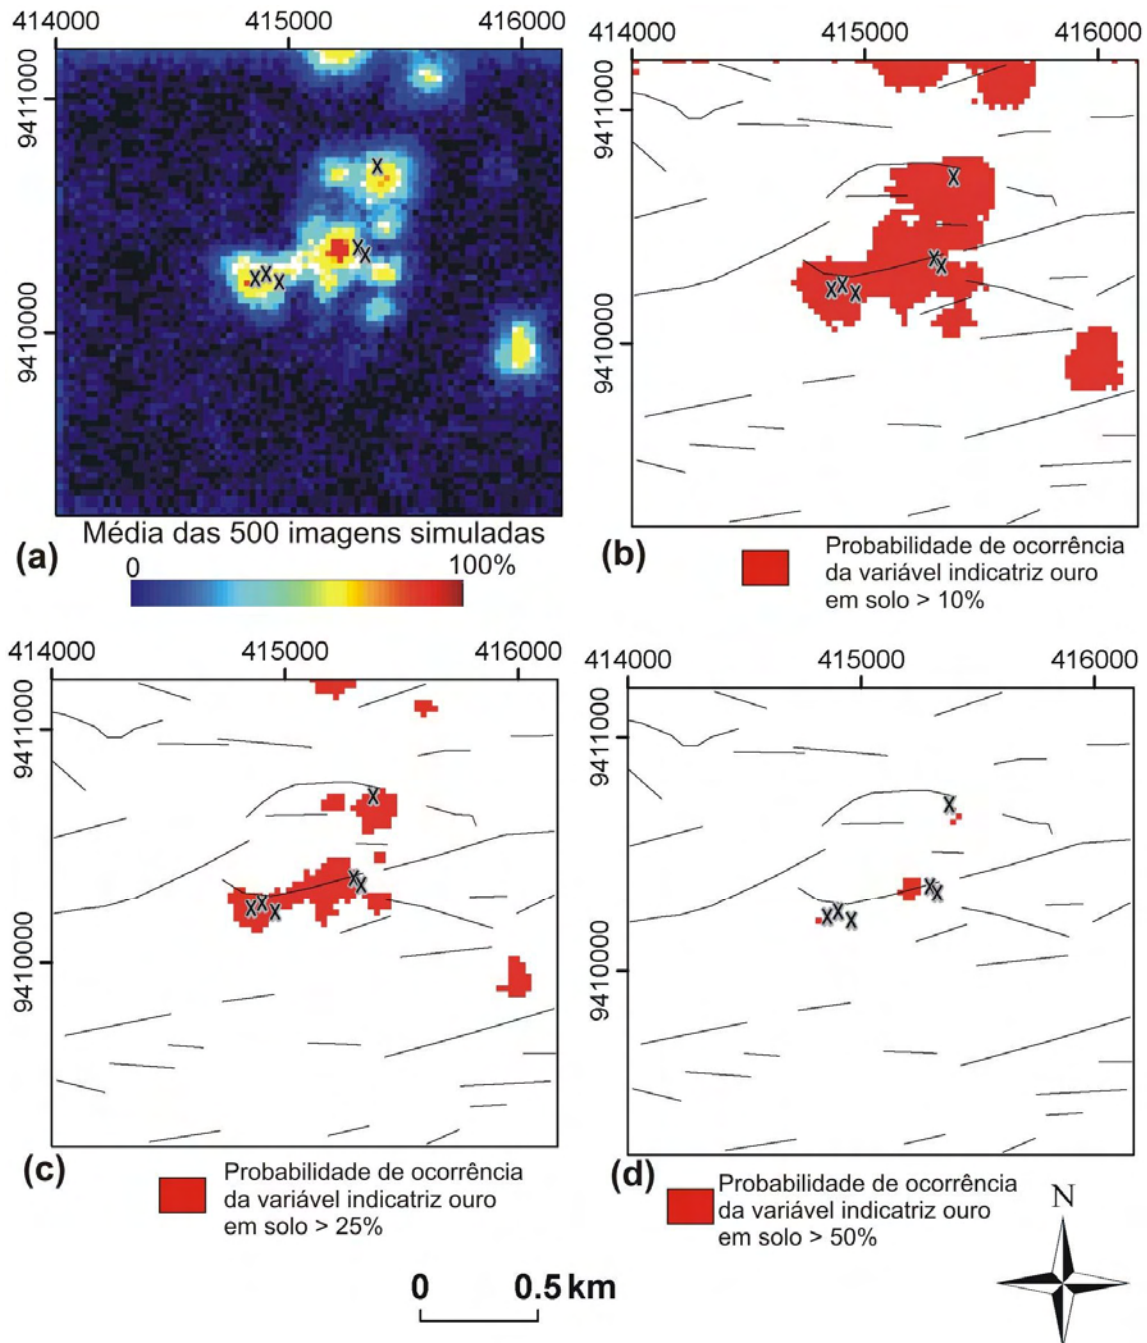 414000 415000 416000
414000 415000 416000
9411000
9410000
9411000
9410000
X
X
X
X
X
X
X
X
X
X
X
X
(a)
Média das 500 imagens simuladas
0 100%
(b)
Probabilidade de ocorrência
da variável indicatriz ouro
em solo > 10%
414000 415000 416000
414000 415000 416000
9411000
9410000
9411000
9410000
X
X
X
X
X
X
X
X
X
X
X
X
(c)
Probabilidade de ocorrência
da variável indicatriz ouro
em solo > 25%
(d)
Probabilidade de ocorrência
da variável indicatriz ouro
em solo > 50%
N
0 0.5 km